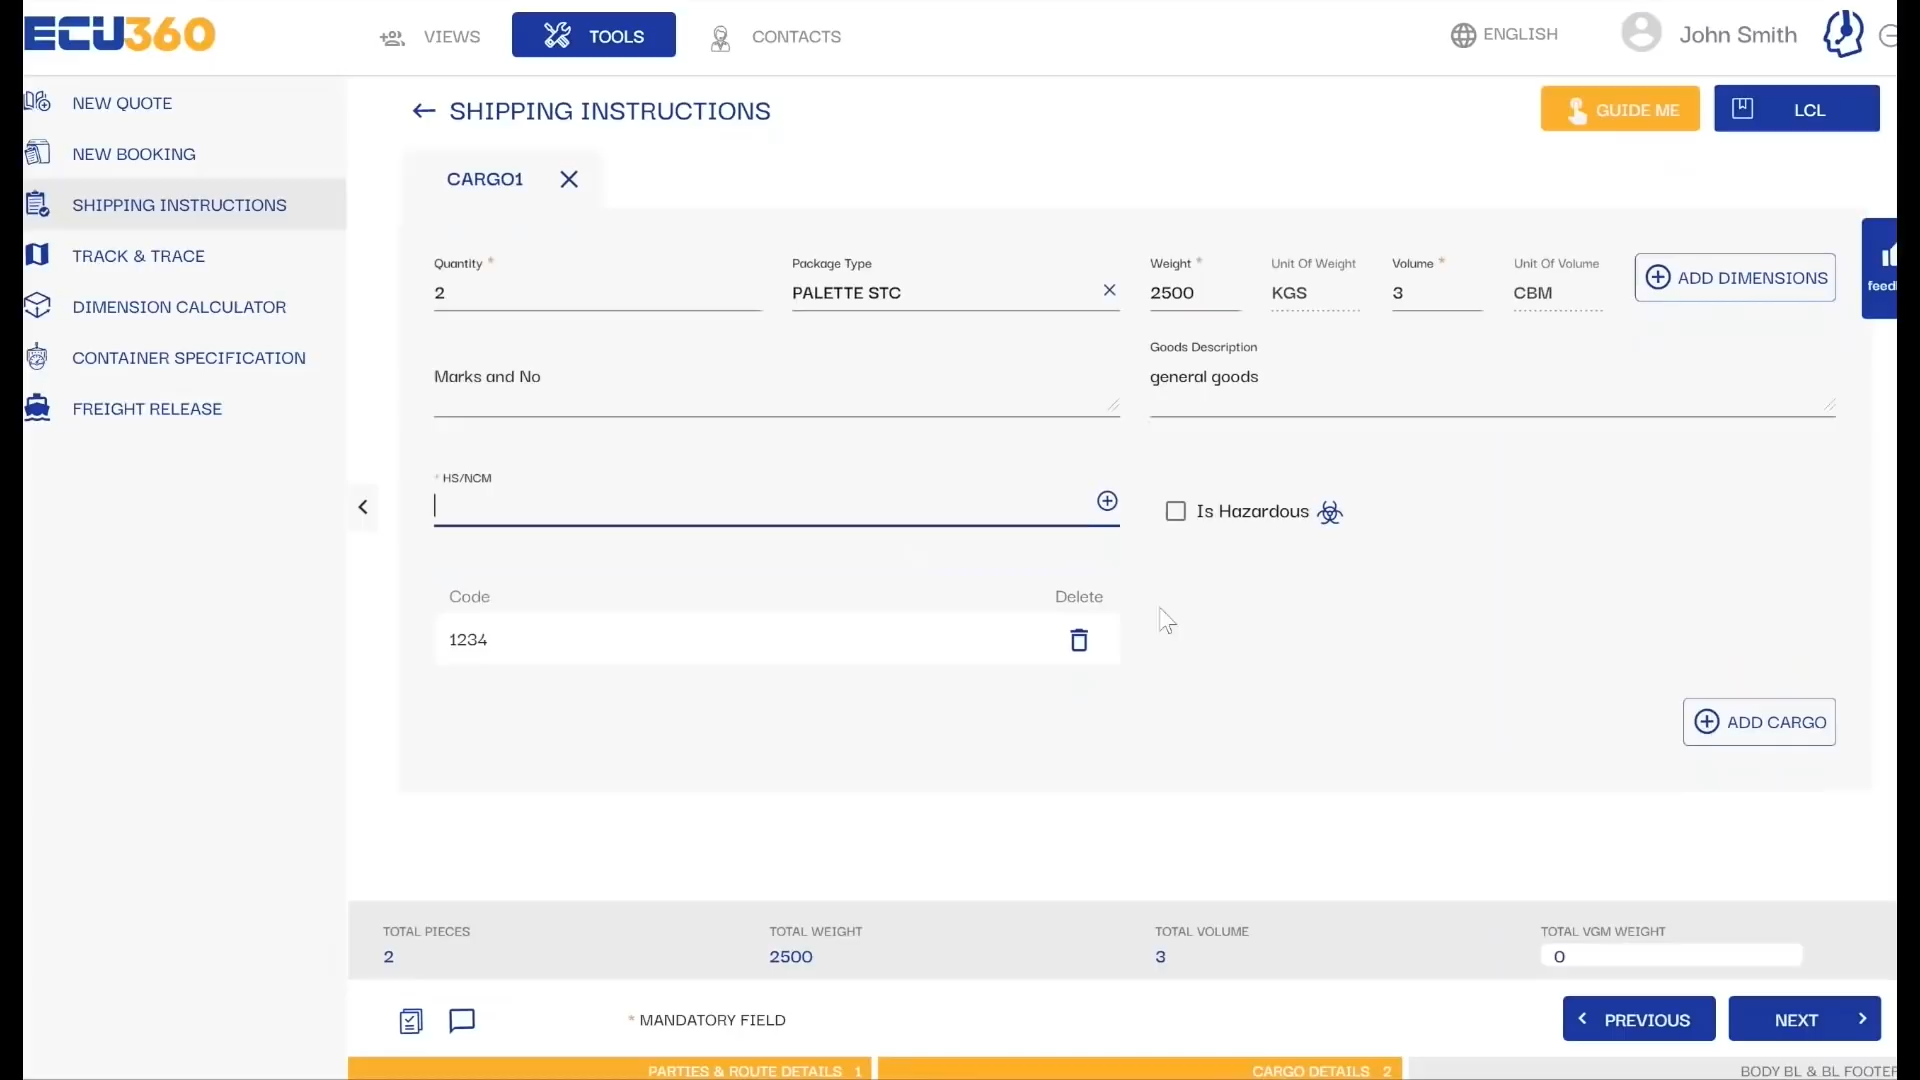 ECU360
VIEWS
TOOLS
CONTACTS
ENGLISH
John Smith
NEW QUOTE
NEW BOOKING
SHIPPING INSTRUCTIONS
TRACK & TRACE
DIMENSION CALCULATOR
CONTAINER SPECIFICATION
FREIGHT RELEASE
SHIPPING INSTRUCTIONS
GUIDE ME
LCL
CARGO1
Quantity *
2
Package Type
PALETTE STC
Weight *
2500
Unit Of Weight
KGS
Volume *
3
Unit Of Volume
CBM
ADD DIMENSIONS
feed
Marks and No
Goods Description
general goods
* HS/NCM
Is Hazardous
Code
Delete
1234
ADD CARGO
TOTAL PIECES
2
TOTAL WEIGHT
2500
TOTAL VOLUME
3
TOTAL VGM WEIGHT
0
* MANDATORY FIELD
PREVIOUS
NEXT
PARTIES & ROUTE DETAILS 1
CARGO DETAILS 2
BODY BL & BL FOOTER